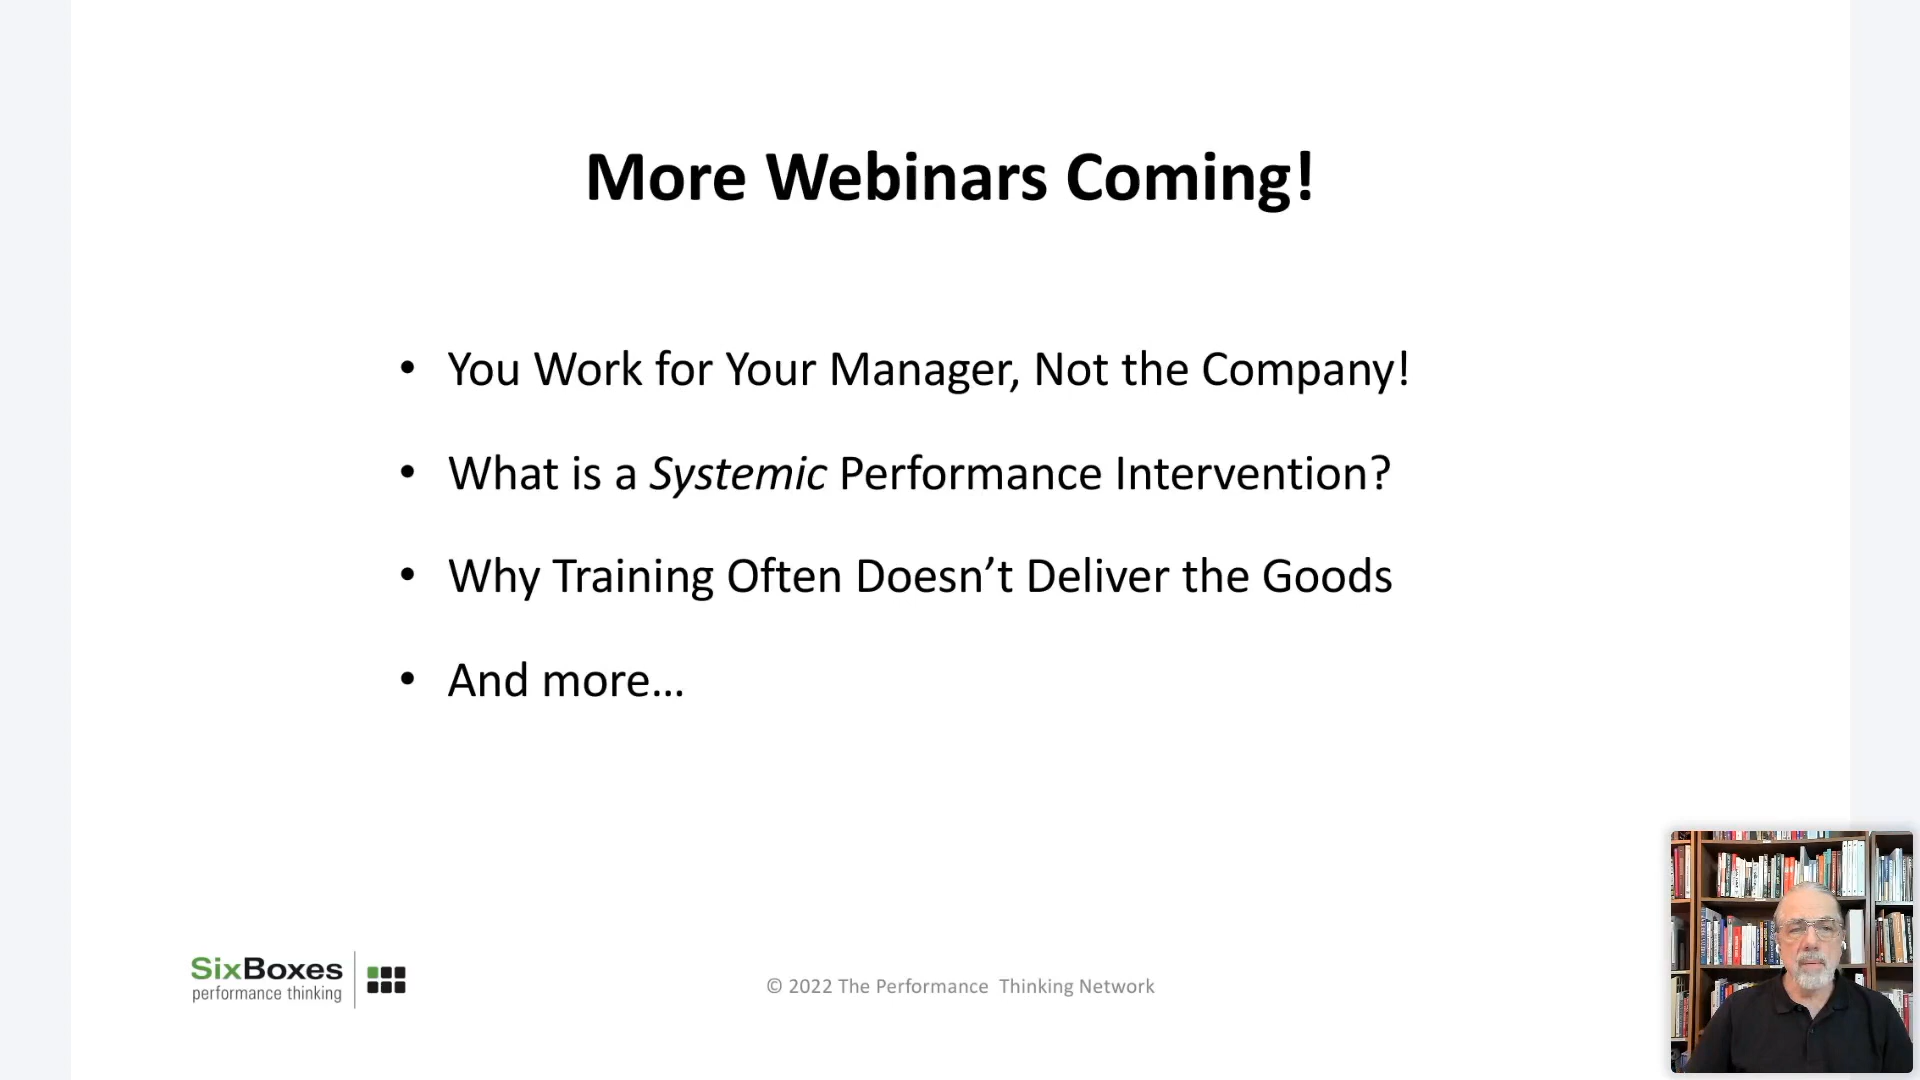 More Webinars Coming!
• You Work for Your Manager, Not the Company!
• What is a Systemic Performance Intervention?
• Why Training Often Doesn’t Deliver the Goods
• And more…
SixBoxes
performance thinking
© 2022 The Performance  Thinking Network